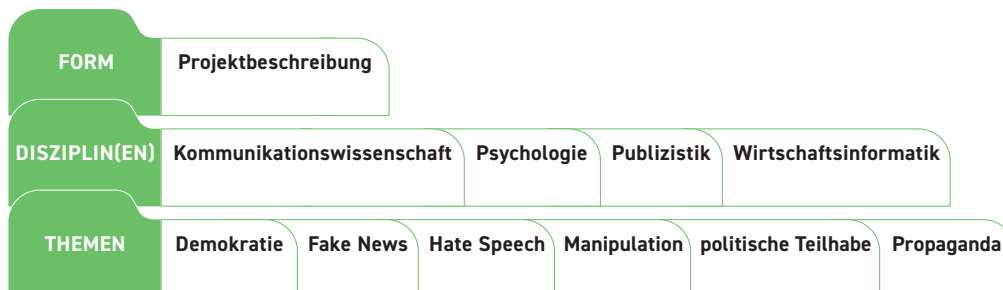 FORM Projektbeschreibung
DISZIPLIN(EN) Kommunikationswissenschaft Psychologie Publizistik Wirtschaftsinformatik
THEMEN Demokratie Fake News Hate Speech Manipulation politische Teilhabe Propaganda